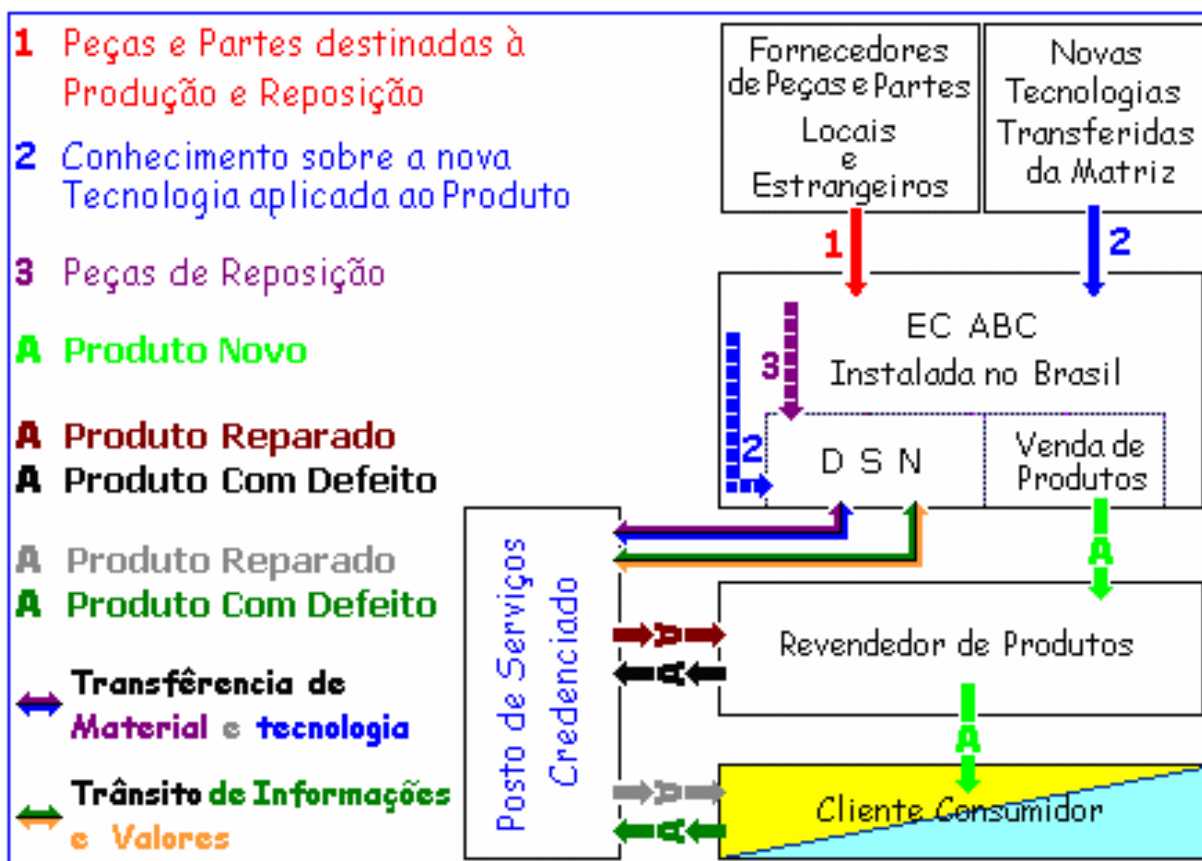 1 Peças e Partes destinadas à
Produção e Reposição
2 Conhecimento sobre a nova
Tecnologia aplicada ao Produto
3 Peças de Reposição
A Produto Novo
A Produto Reparado
A Produto Com Defeito
A Produto Reparado
A Produto Com Defeito
Transfêrencia de
Material e tecnologia
Trânsito de Informações
e Valores
Fornecedores
de Peças e Partes
Locais
e
Estrangeiros
Novas
Tecnologias
Transferidas
da Matriz
1
2
EC ABC
Instalada no Brasil
3
2
D S N
Venda de
Produtos
A
Posto de Serviços
Credenciado
A
A
Revendedor de Produtos
A
A
A
Cliente Consumidor